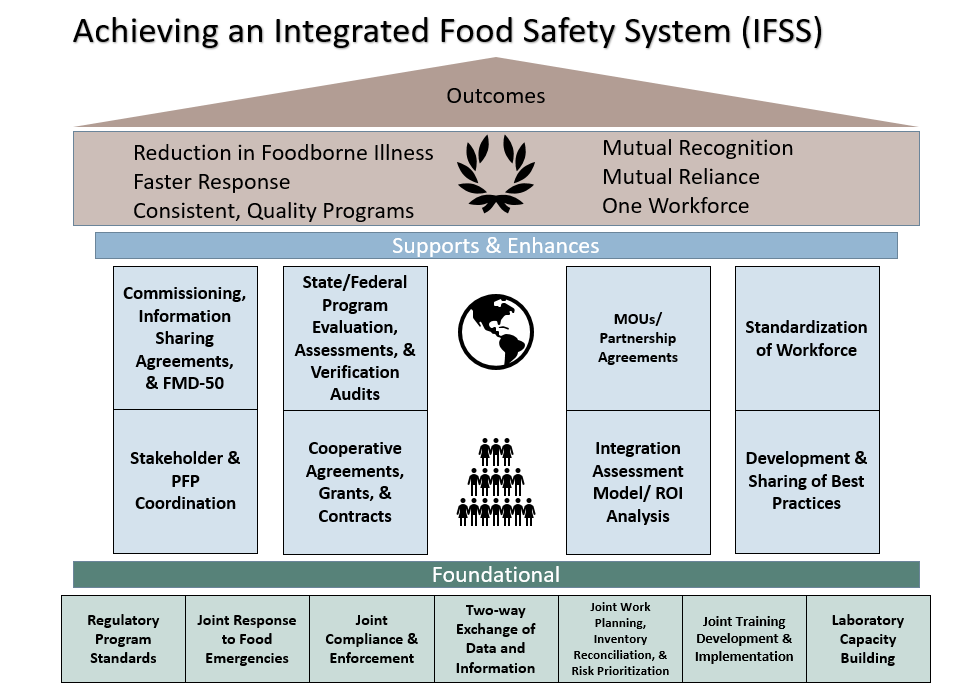 Achieving an Integrated Food Safety System (IFSS)
Outcomes
Reduction in Foodborne Illness
Faster Response
Consistent, Quality Programs
Mutual Recognition
Mutual Reliance
One Workforce
Supports & Enhances
Commissioning,
Information
Sharing
Agreements,
& FMD-50
State/Federal
Program
Evaluation,
Assessments, &
Verification
Audits
MOUs/
Partnership
Agreements
Standardization
of Workforce
Stakeholder &
PFP
Coordination
Cooperative
Agreements,
Grants, &
Contracts
Integration
Assessment
Model/ ROI
Analysis
Development &
Sharing of Best
Practices
Foundational
Regulatory
Program
Standards
Joint Response
to Food
Emergencies
Joint
Compliance &
Enforcement
Two-way
Exchange of
Data and
Information
Joint Work
Planning,
Inventory
Reconciliation, &
Risk Prioritization
Joint Training
Development &
Implementation
Laboratory
Capacity
Building